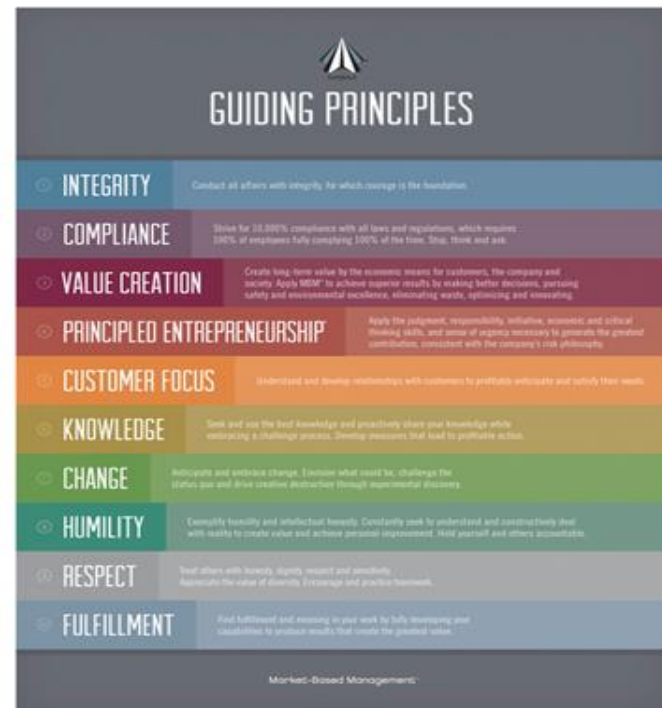 GUIDING PRINCIPLES
INTEGRITY
Conduct all affairs with integrity, for which courage is the foundation.
COMPLIANCE
Strive for 10,000% compliance with all laws and regulations, which requires
100% of employees fully complying 100% of the time. Stop, think and ask.
VALUE CREATION
Create long-term value by the economic means for customers, the company and
society. Apply MBM® to achieve superior results by making better decisions, pursuing
safety and environmental excellence, eliminating waste, optimizing and innovating.
PRINCIPLED ENTREPRENEURSHIP
Apply the judgment, responsibility, initiative, economic and critical
thinking skills, and sense of urgency necessary to generate the greatest
contribution, consistent with the company's risk philosophy.
CUSTOMER FOCUS
Understand and develop relationships with customers to profitably anticipate and satisfy their needs.
KNOWLEDGE
Seek and use the best knowledge and proactively share your knowledge while
embracing a challenge process. Develop measures that lead to profitable action.
CHANGE
Anticipate and embrace change. Envision what could be, challenge the
status quo and drive creative destruction through experimental discovery.
HUMILITY
Exemplify humility and intellectual honesty. Constantly seek to understand and constructively deal
with reality to create value and achieve personal improvement. Hold yourself and others accountable.
RESPECT
Treat others with honesty, dignity, respect and sensitivity.
Appreciate the value of diversity. Encourage and practice teamwork.
FULFILLMENT
Find fulfillment and meaning in your work by fully developing your
capabilities to produce results that create the greatest value.
Market-Based Management